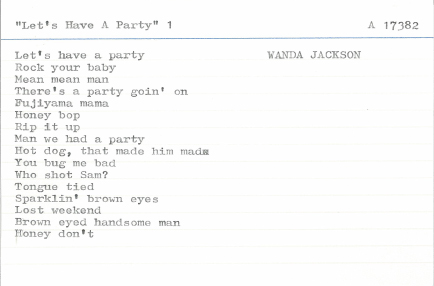 "Let's Have A Party" 1 A 17382
Let's have a party WANDA JACKSON
Rock your baby
Mean mean man
There's a party goin' on
Fujiyama mama
Honey bop
Rip it up
Man we had a party
Hot dog, that made him mad
You bug me bad
Who shot Sam?
Tongue tied
Sparklin' brown eyes
Lost weekend
Brown eyed handsome man
Honey don't